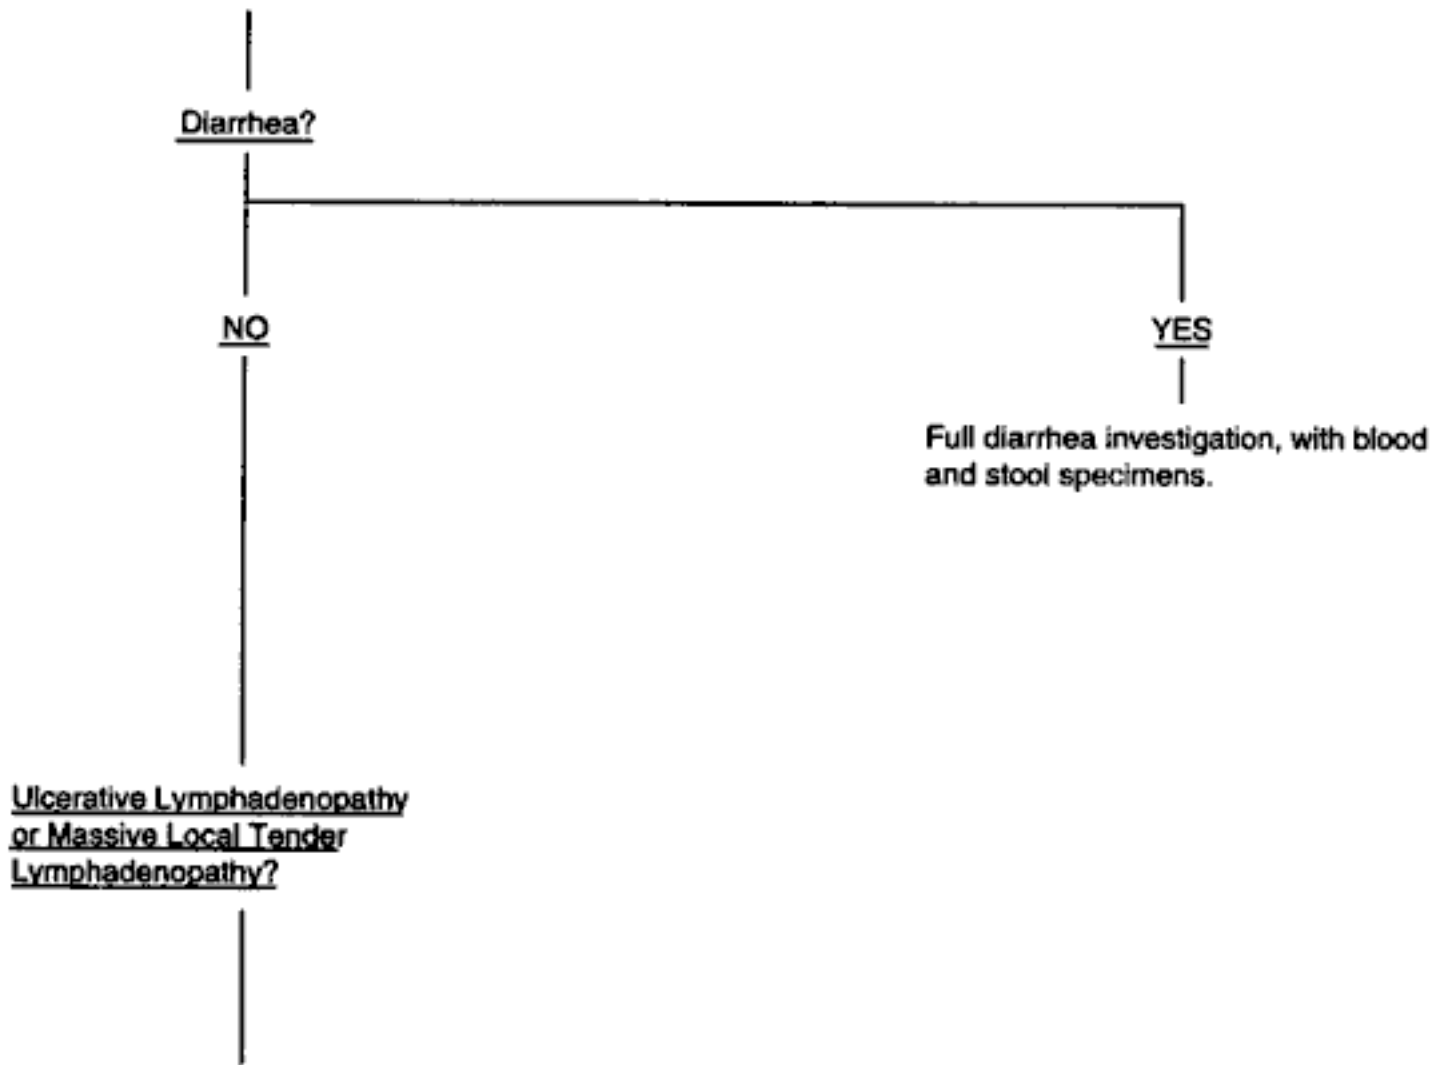 Diarrhea?
NO
YES
Full diarrhea investigation, with blood
and stool specimens.
Ulcerative Lymphadenopathy
or Massive Local Tender
Lymphadenopathy?